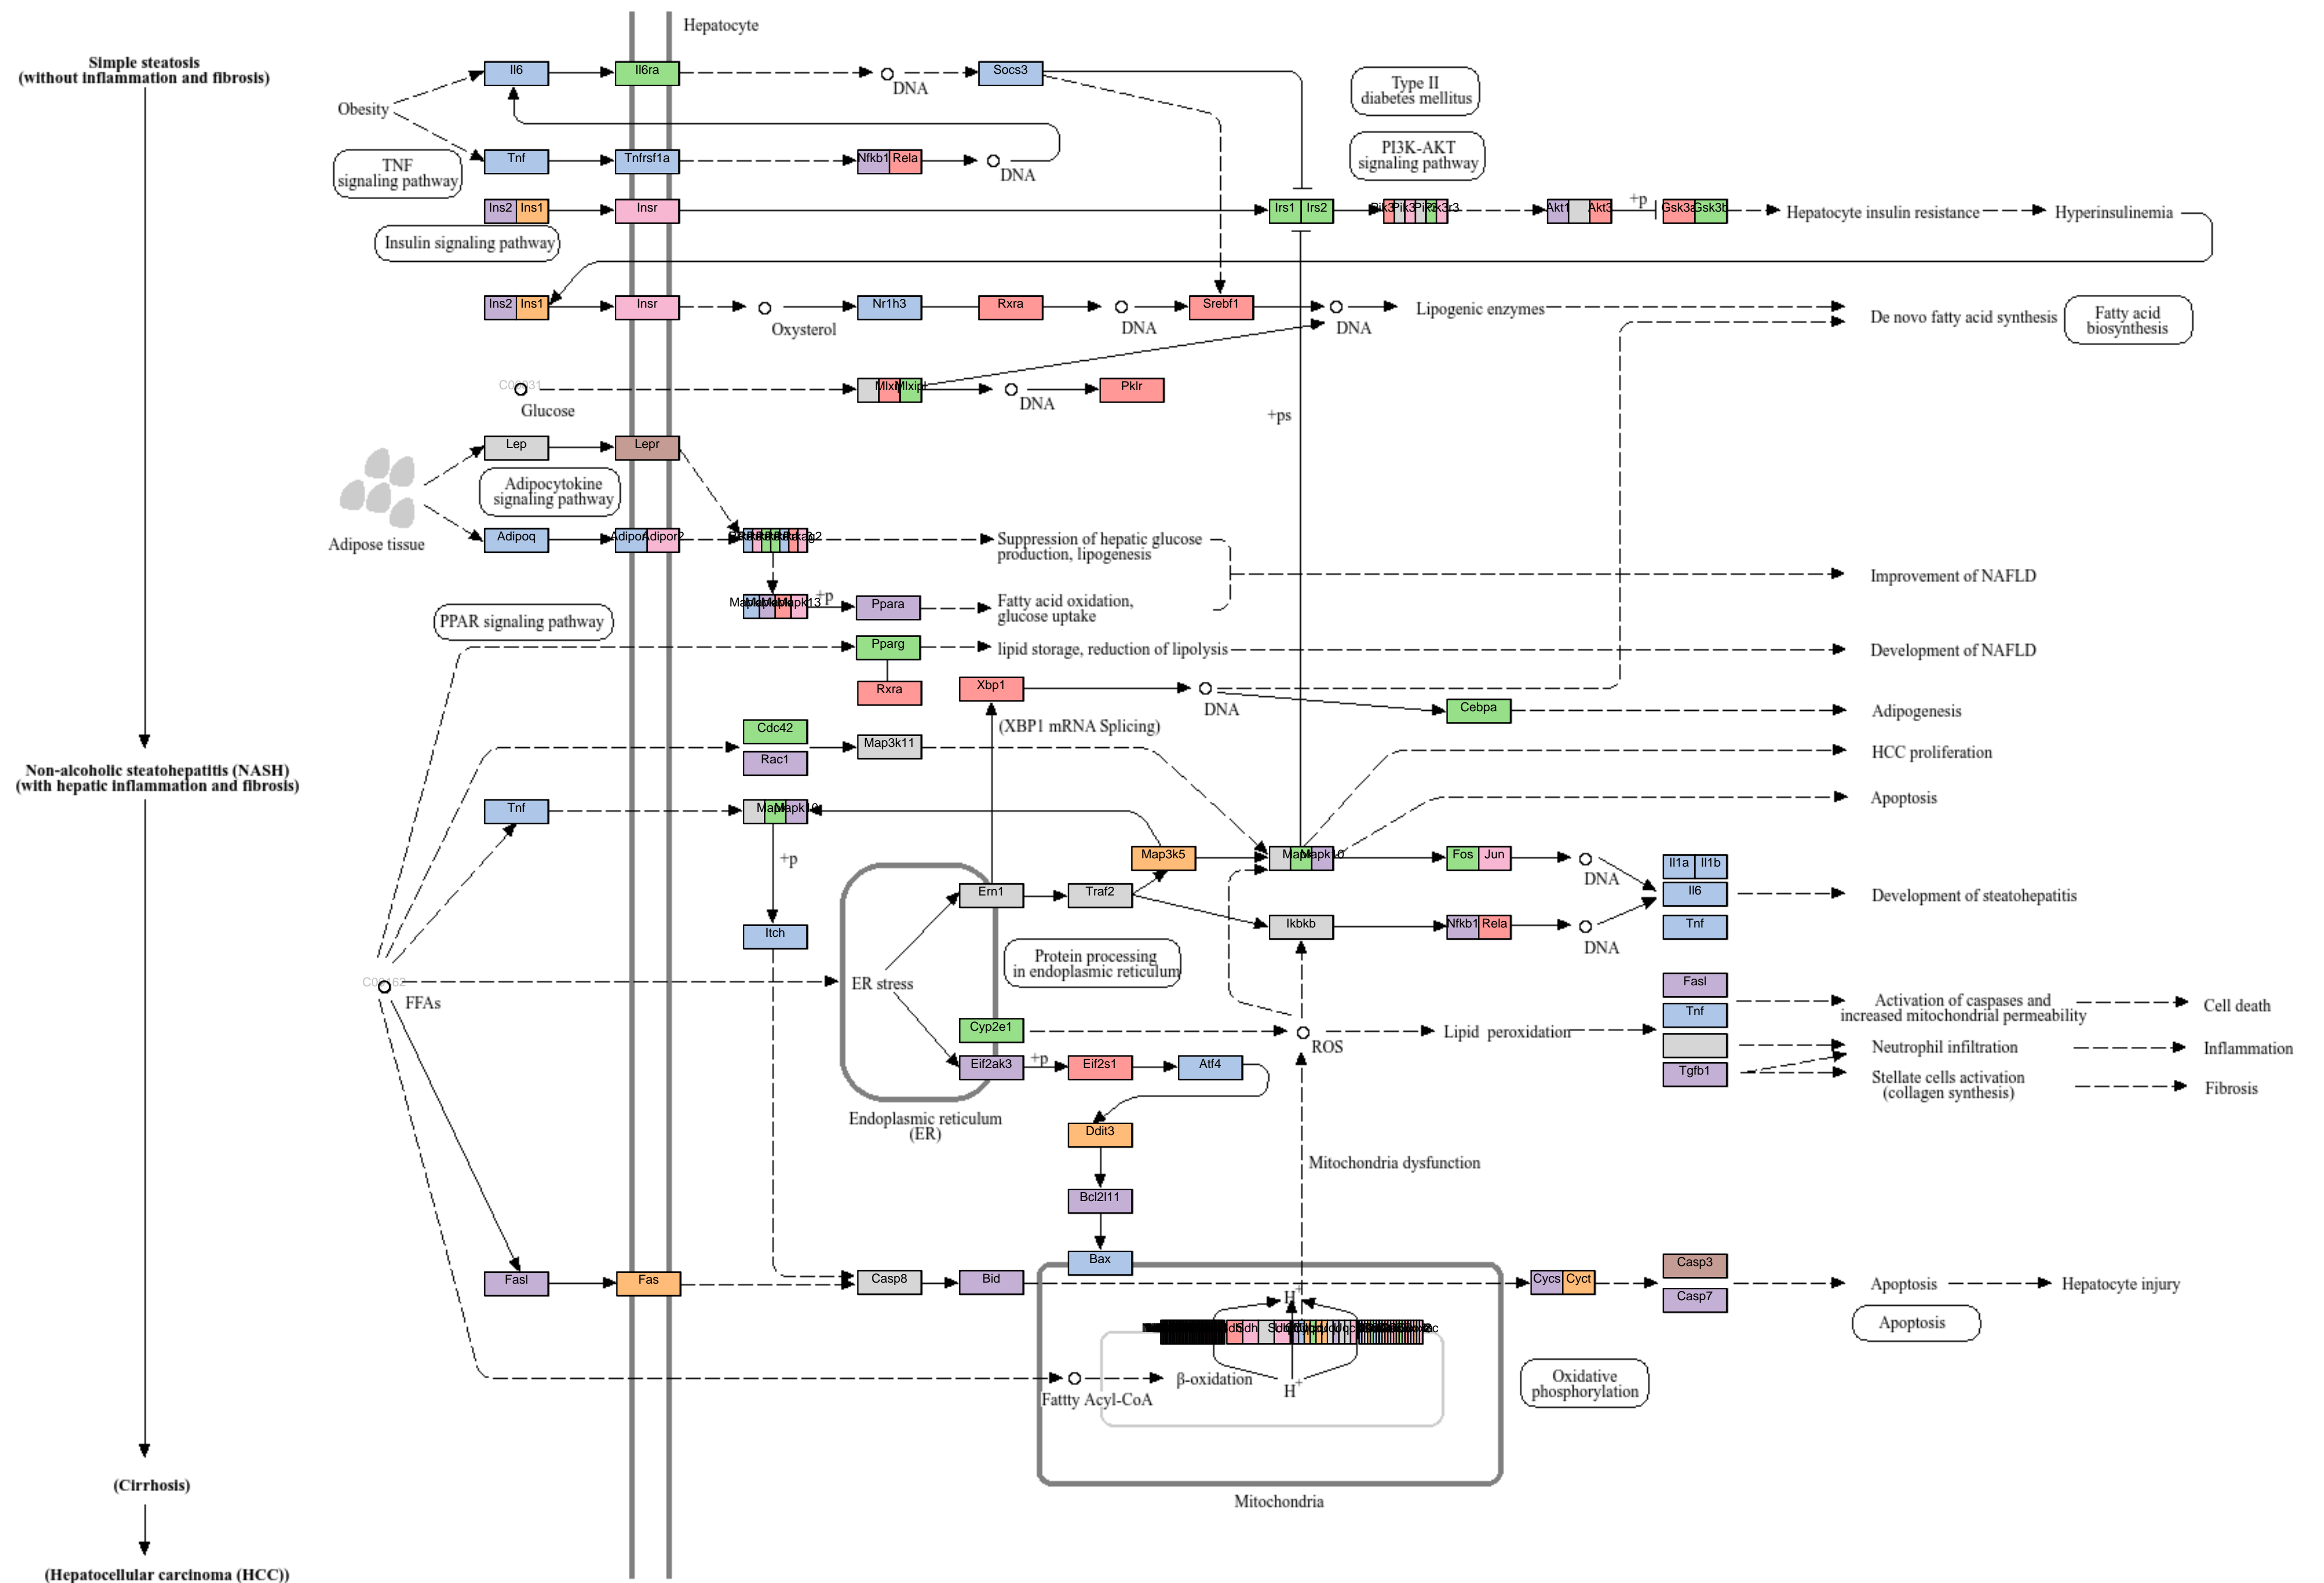 Hepatocyte
Simple steatosis
(without inflammation and fibrosis)
Il6
Il6ra
DNA
Socs3
Type II
diabetes mellitus
Obesity
TNF
signaling pathway
Tnf
Tnfrsf1a
Nfkb1
Rela
DNA
PI3K-AKT
signaling pathway
Ins2
Ins1
Insr
Irs1
Irs2
Akt1
Akt3
+p
Gsk3a
Gsk3b
Hepatocyte insulin resistance
Hyperinsulinemia
Insulin signaling pathway
Ins2
Ins1
Insr
Oxysterol
Nr1h3
Rxra
DNA
Srebf1
DNA
Lipogenic enzymes
De novo fatty acid synthesis
Fatty acid
biosynthesis
Glucose
Mlxipl
DNA
Pklr
+ps
Lep
Lepr
Adipocytokine
signaling pathway
Adipose tissue
Adipoq
Adipor2
Suppression of hepatic glucose
production, lipogenesis
Improvement of NAFLD
Mapk13
+p
Ppara
Fatty acid oxidation,
glucose uptake
PPAR signaling pathway
Pparg
lipid storage, reduction of lipolysis
Development of NAFLD
Rxra
Xbp1
DNA
(XBP1 mRNA Splicing)
Cebpa
Adipogenesis
Cdc42
Rac1
Map3k11
HCC proliferation
Non-alcoholic steatohepatitis (NASH)
(with hepatic inflammation and fibrosis)
Tnf
Mapk10
Apoptosis
+p
Map3k5
Mapk10
Fos
Jun
DNA
Il1a
Il1b
Il6
Tnf
Development of steatohepatitis
Ern1
Traf2
Ikbkb
Nfkb1
Rela
DNA
Itch
Protein processing
in endoplasmic reticulum
FFAs
ER stress
Fasl
Tnf
Activation of caspases and
increased mitochondrial permeability
Cell death
Cyp2e1
ROS
Lipid peroxidation
Neutrophil infiltration
Inflammation
Eif2ak3
+p
Eif2s1
Atf4
Tgfb1
Stellate cells activation
(collagen synthesis)
Fibrosis
Endoplasmic reticulum
(ER)
Ddit3
Mitochondria dysfunction
Bcl2l11
Bax
Fasl
Fas
Casp8
Bid
Cycs
Cyct
Casp3
Casp7
Apoptosis
Hepatocyte injury
Apoptosis
H+
β-oxidation
H+
Fattty Acyl-CoA
Oxidative
phosphorylation
Mitochondria
(Cirrhosis)
(Hepatocellular carcinoma (HCC))